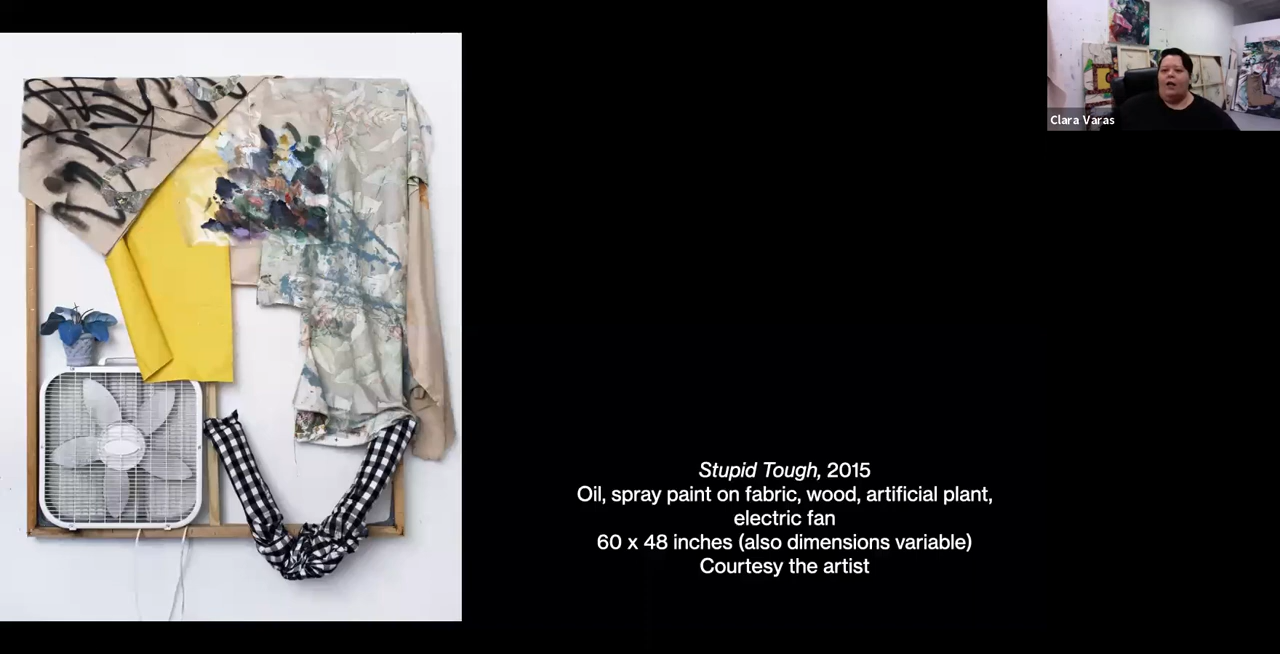 Clara Varas
Stupid Tough, 2015
Oil, spray paint on fabric, wood, artificial plant,
electric fan
60 x 48 inches (also dimensions variable)
Courtesy the artist